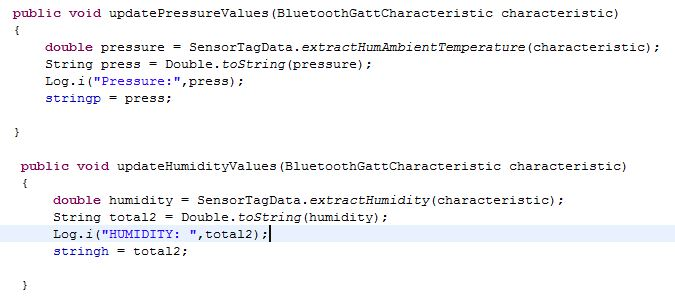 public void updatePressureValues(BluetoothGattCharacteristic characteristic)
{
double pressure = SensorTagData.extractHumAmbientTemperature(characteristic);
String press = Double.toString(pressure);
Log.i("Pressure:",press);
stringp = press;
}
public void updateHumidityValues(BluetoothGattCharacteristic characteristic)
{
double humidity = SensorTagData.extractHumidity(characteristic);
String total2 = Double.toString(humidity);
Log.i("HUMIDITY: ",total2);
stringh = total2;
}